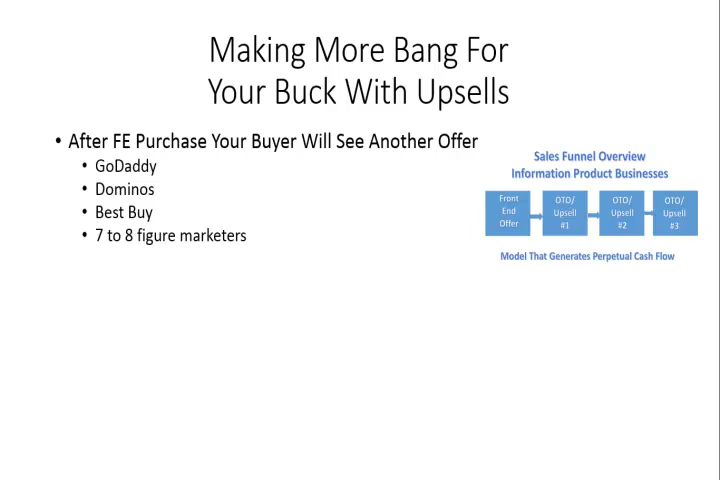 Making More Bang For
Your Buck With Upsells
• After FE Purchase Your Buyer Will See Another Offer
• GoDaddy
• Dominos
• Best Buy
• 7 to 8 figure marketers
Sales Funnel Overview
Information Product Businesses
Front
End
Offer
OTO/
Upsell
#1
OTO/
Upsell
#2
OTO/
Upsell
#3
Model That Generates Perpetual Cash Flow